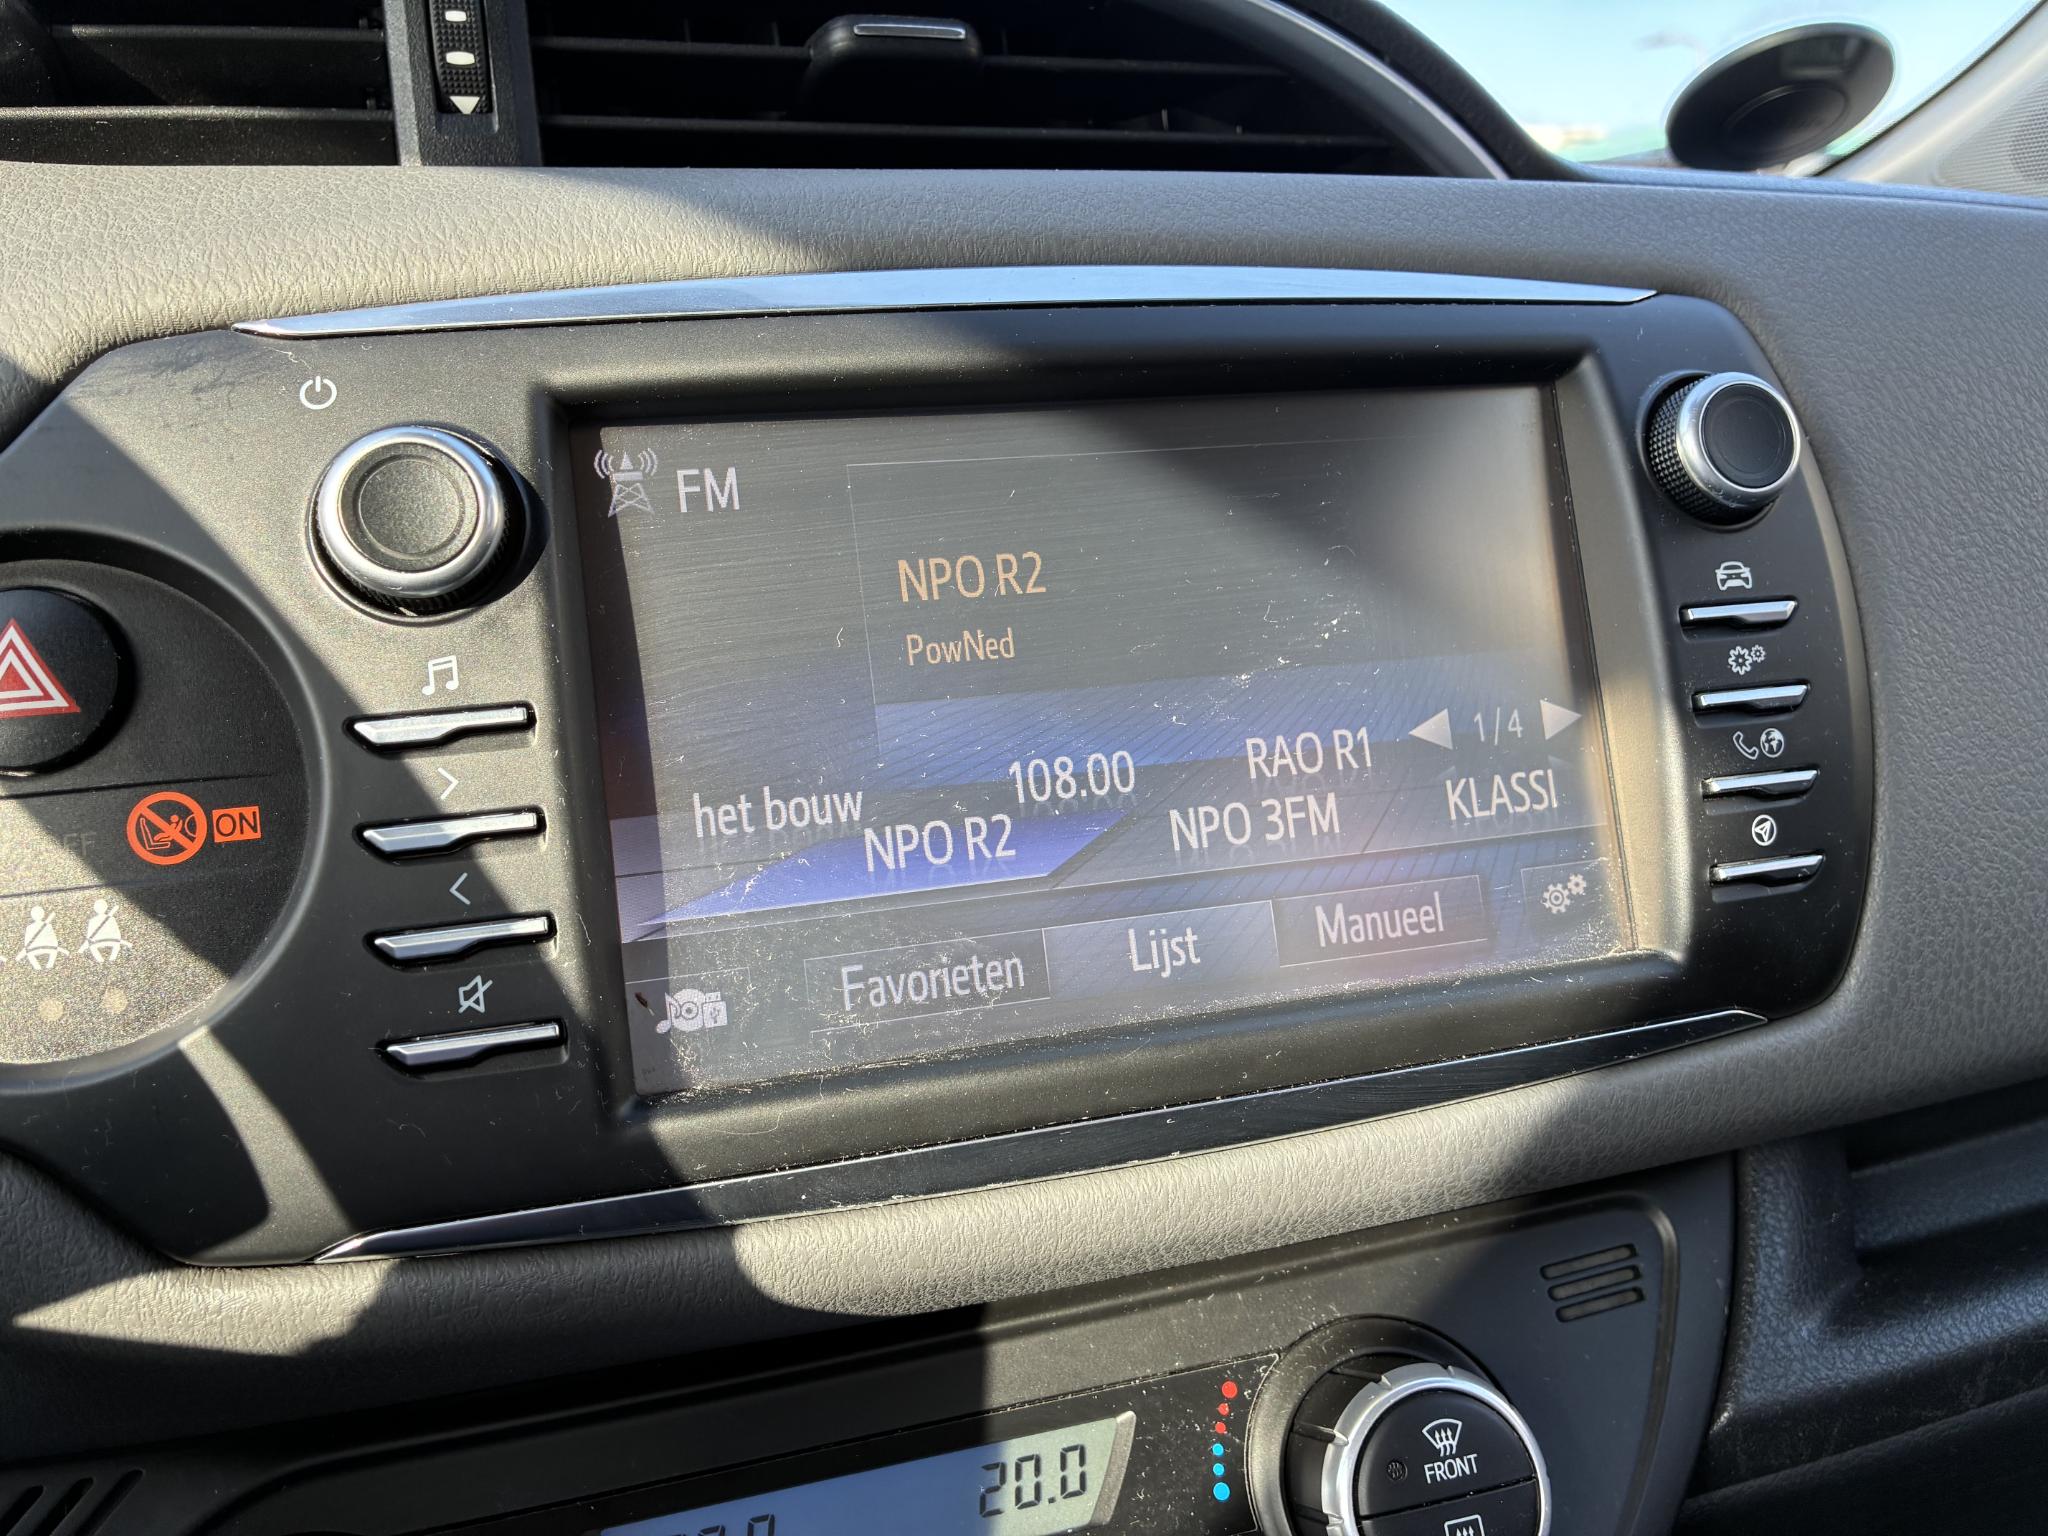 FM
NPO R2
PowNed
1/4
het bouw
108.00
RAO R1
NPO R2
NPO 3FM
KLASSI
Favorieten
Lijst
Manueel
ON
20.0
FRONT